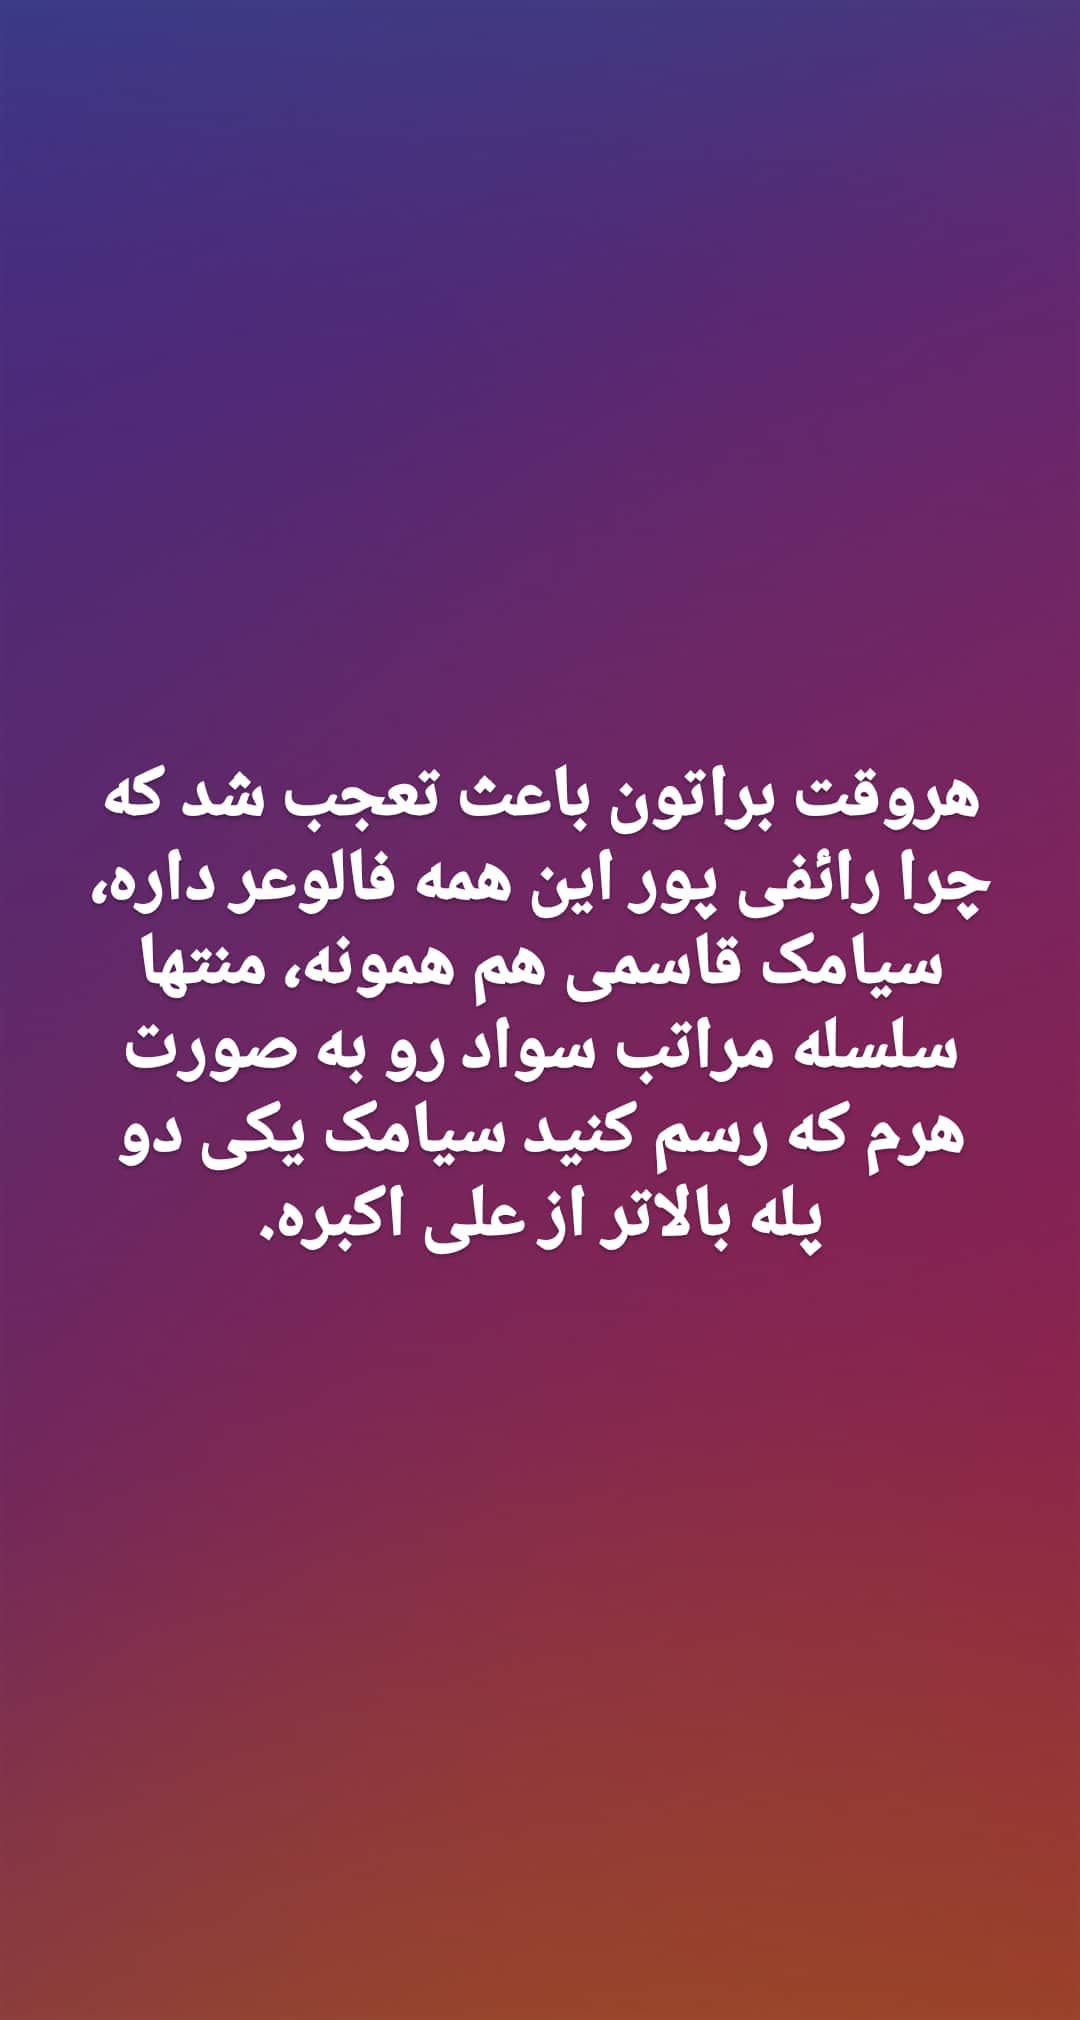 هروقت براتون باعث تعجب شد که
چرا رائفی پور این همه فالوعر داره،
سیامک قاسمی هم همونه، منتها
سلسله مراتب سواد رو به صورت
هرم که رسم کنید سیامک یکی دو
پله بالاتر از علی اکبره.